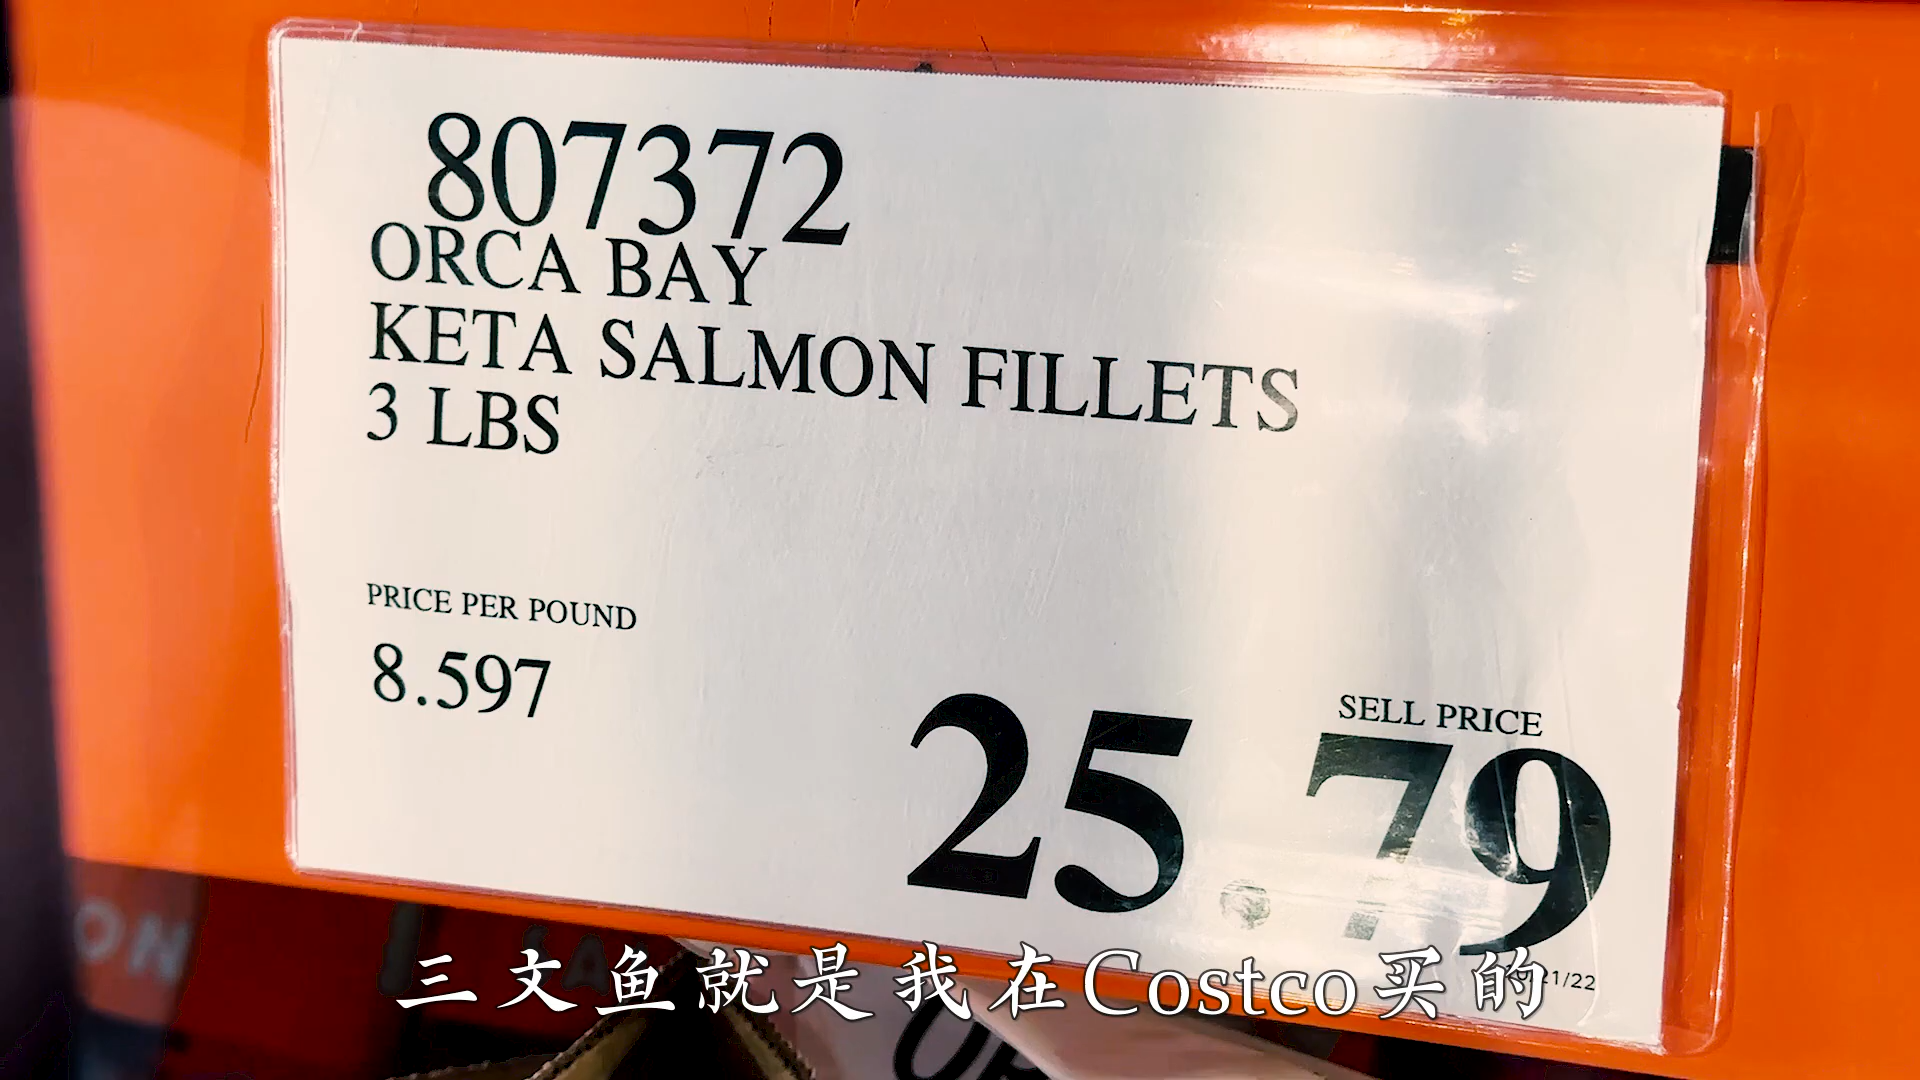 807372
ORCA BAY
KETA SALMON FILLETS
3 LBS
PRICE PER POUND
8.597
SELL PRICE
25.79
三文鱼就是我在Costco买的